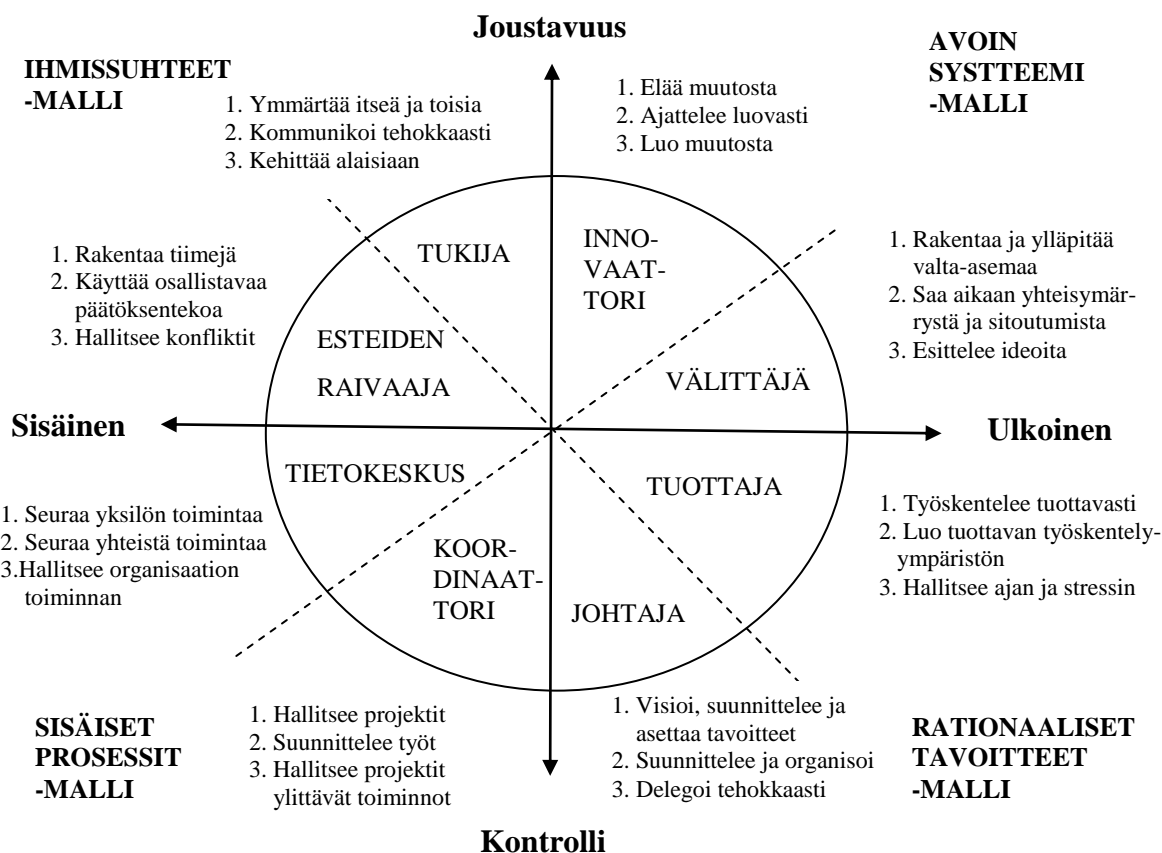 Joustavuus
IHMISSUHTEET
-MALLI
1. Ymmärtää itseä ja toisia
2. Kommunikoi tehokkaasti
3. Kehittää alaisiaan
1. Elää muutosta
2. Ajattelee luovasti
3. Luo muutosta
AVOIN
SYSTTEEMI
-MALLI
1. Rakentaa tiimejä
2. Käyttää osallistavaa
päätöksentekoa
3. Hallitsee konfliktit
TUKIJA
INNO-
VAAT-
TORI
1. Rakentaa ja ylläpitää
valta-asemaa
2. Saa aikaan yhteisymär-
rystä ja sitoutumista
3. Esittelee ideoita
ESTEIDEN
RAIVAAJA
VÄLITTÄJÄ
Sisäinen
Ulkoinen
TIETOKESKUS
TUOTTAJA
1. Seuraa yksilön toimintaa
2. Seuraa yhteistä toimintaa
3.Hallitsee organisaation
toiminnan
KOOR-
DINAAT-
TORI
JOHTAJA
1. Työskentelee tuottavasti
2. Luo tuottavan työskentely-
ympäristön
3. Hallitsee ajan ja stressin
SISÄISET
PROSESSIT
-MALLI
1. Hallitsee projektit
2. Suunnittelee työt
3. Hallitsee projektit
ylittävät toiminnot
1. Visioi, suunnittelee ja
asettaa tavoitteet
2. Suunnittelee ja organisoi
3. Delegoi tehokkaasti
RATIONAALISET
TAVOITTEET
-MALLI
Kontrolli